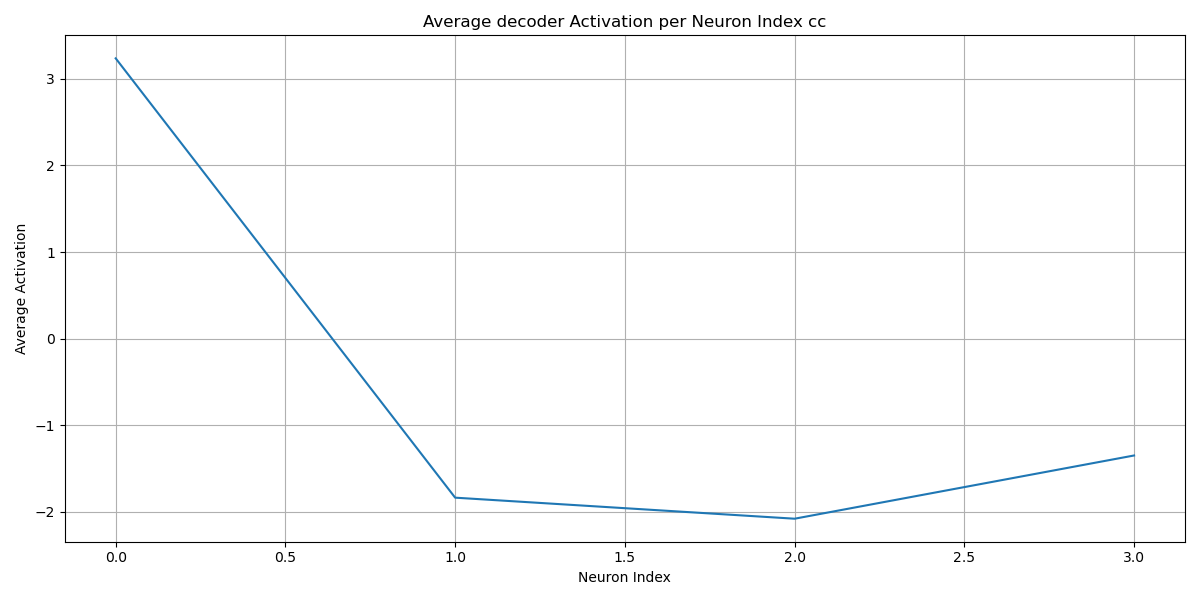 Average decoder Activation per Neuron Index cc
Average Activation
3
2
1
0
−1
−2
0.0 0.5 1.0 1.5 2.0 2.5 3.0
Neuron Index